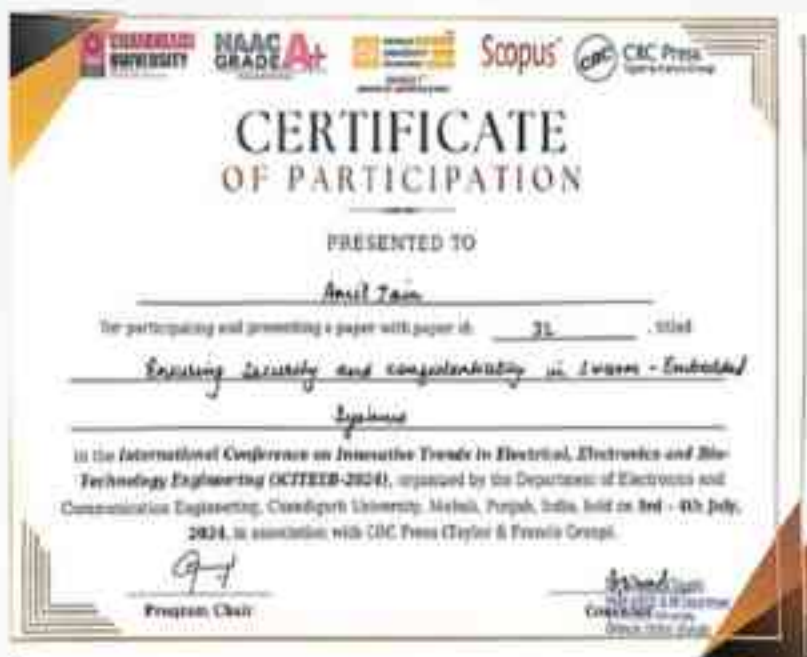 CHANDIGARH UNIVERSITY
NAAC GRADE A+
Scopus
CRC CRC Press
CERTIFICATE
OF PARTICIPATION
PRESENTED TO
Amit Jain
for participating and presenting a paper with paper id: 32, titled
Ensuring Security and confidentiality in Swarm - Embedded
Systems
in the International Conference on Innovative Trends in Electrical, Electronics and Bio-
Technology Engineering (ICITEEB-2024), organized by the Department of Electronics and
Communication Engineering, Chandigarh University, Mohali, Punjab, India, held on 3rd - 4th July,
2024, in association with CRC Press (Taylor & Francis Group).
Program Chair